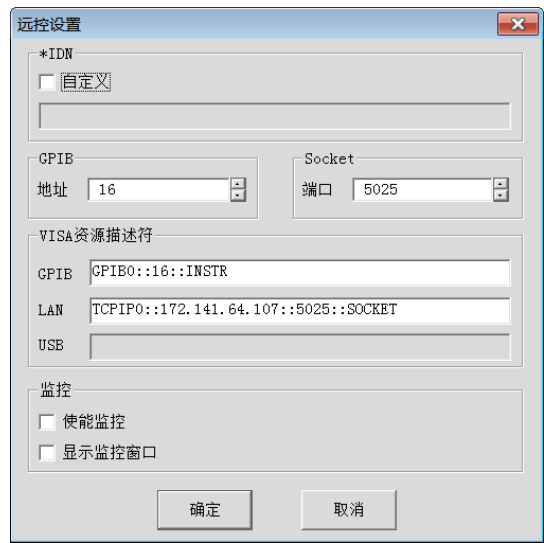 远控设置
*IDN
自定义
GPIB
Socket
地址 16
端口 5025
VISA资源描述符
GPIB GPIB0::16::INSTR
LAN TCPIP0::172.141.64.107::5025::SOCKET
USB
监控
使能监控
显示监控窗口
确定 取消